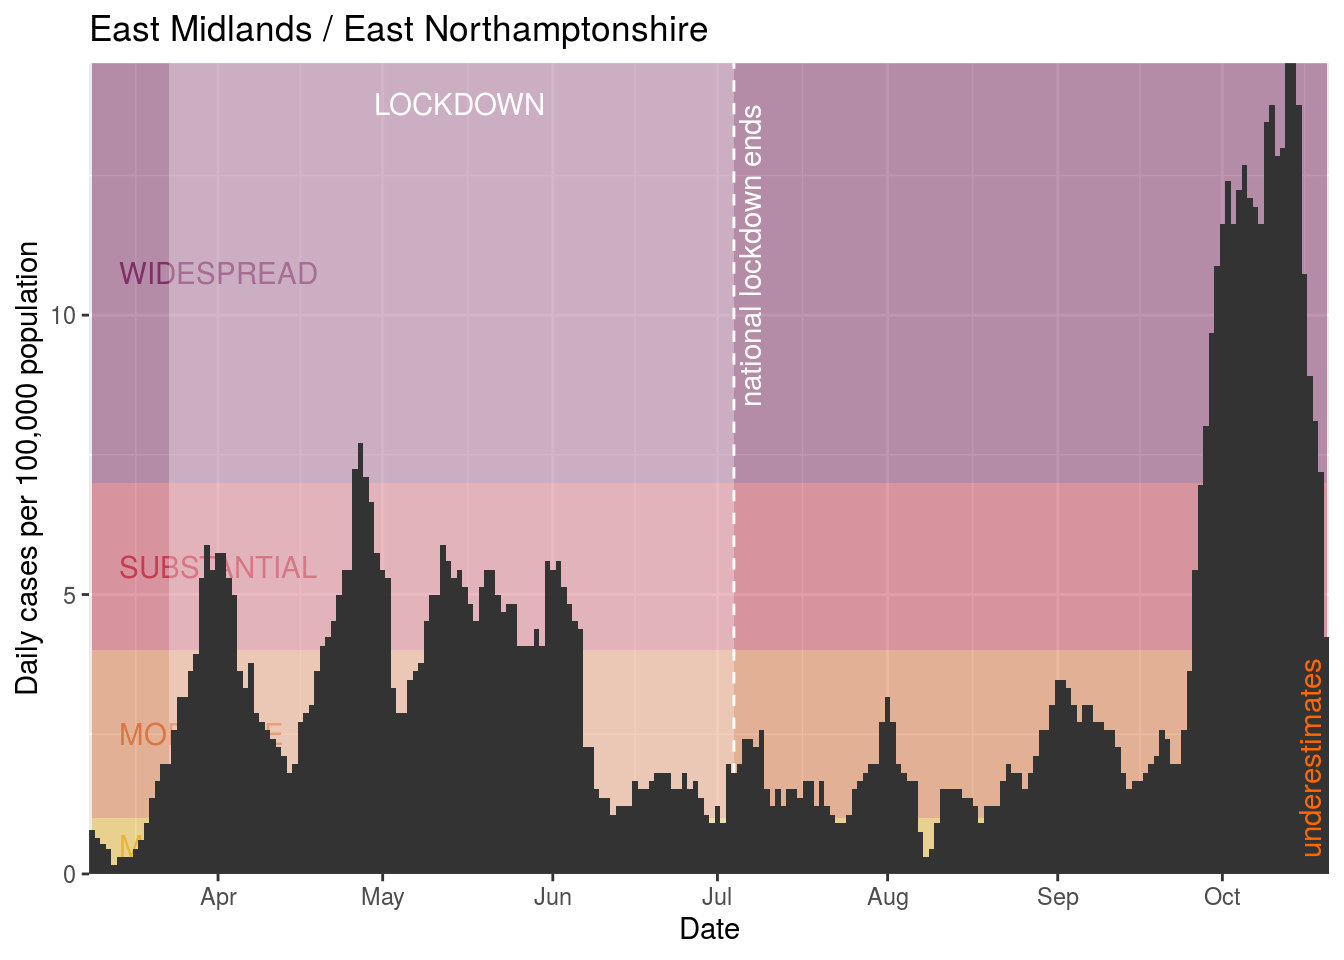 East Midlands / East Northamptonshire
LOCKDOWN
national lockdown ends
WIDESPREAD
SUBSTANTIAL
underestimates
Daily cases per 100,000 population
10
5
0
Apr
May
Jun
Jul
Aug
Sep
Oct
Date